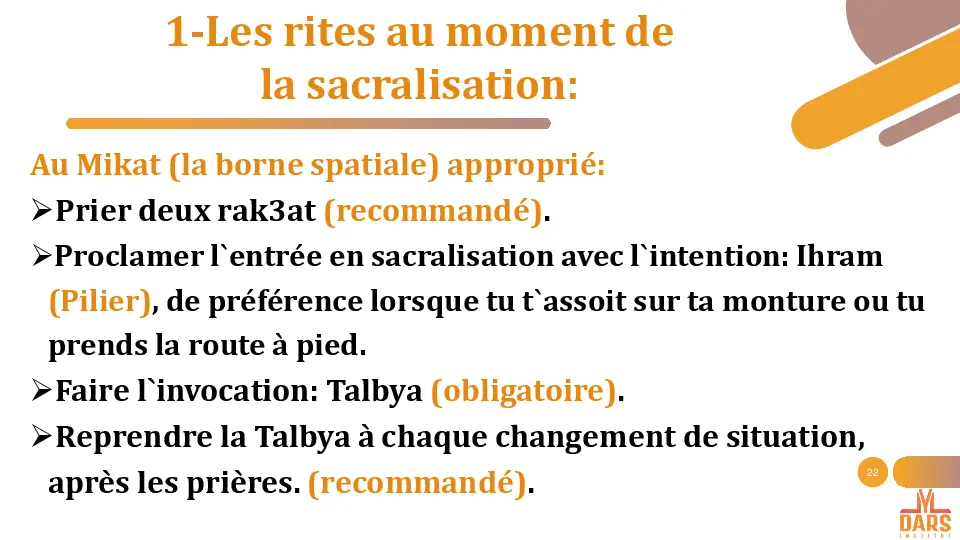 1-Les rites au moment de
la sacralisation:
Au Mikat (la borne spatiale) approprié:
➢Prier deux rak3at (recommandé).
➢Proclamer l`entrée en sacralisation avec l`intention: Ihram
(Pilier), de préférence lorsque tu t`assoit sur ta monture ou tu
prends la route à pied.
➢Faire l`invocation: Talbya (obligatoire).
➢Reprendre la Talbya à chaque changement de situation,
après les prières. (recommandé).
22
DARS
INSTITUT